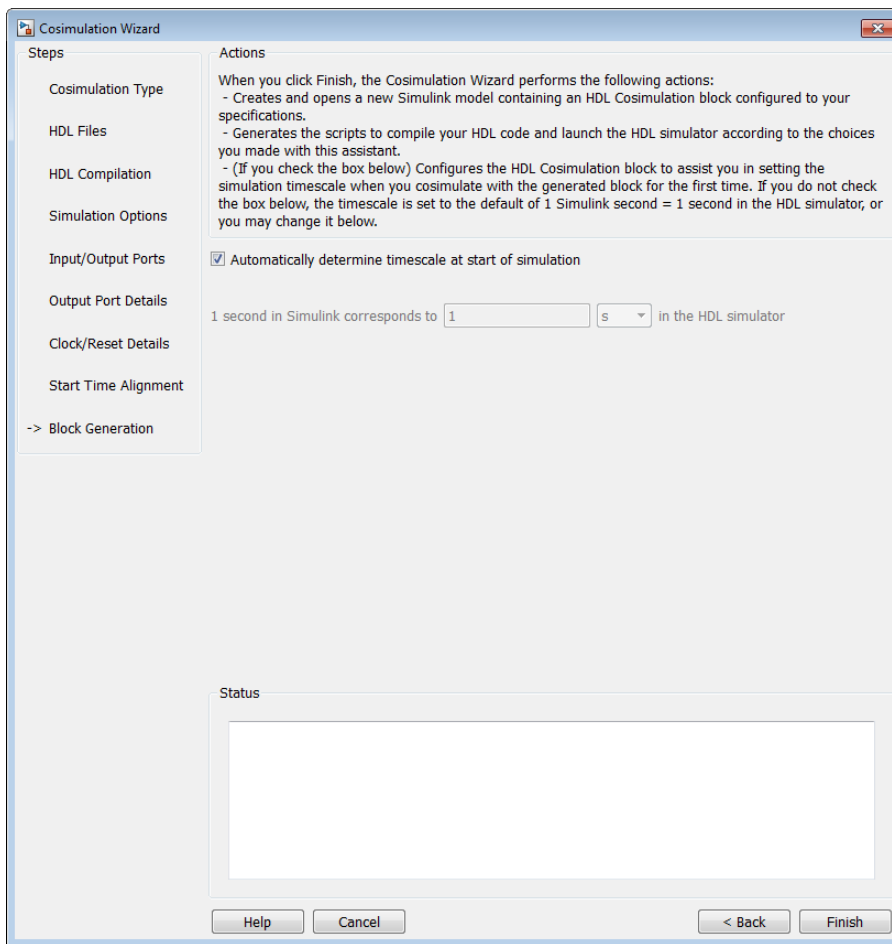 Cosimulation Wizard
Steps
Cosimulation Type
HDL Files
HDL Compilation
Simulation Options
Input/Output Ports
Output Port Details
Clock/Reset Details
Start Time Alignment
-> Block Generation
Actions
When you click Finish, the Cosimulation Wizard performs the following actions:
- Creates and opens a new Simulink model containing an HDL Cosimulation block configured to your
specifications.
- Generates the scripts to compile your HDL code and launch the HDL simulator according to the choices
you made with this assistant.
- (If you check the box below) Configures the HDL Cosimulation block to assist you in setting the
simulation timescale when you cosimulate with the generated block for the first time. If you do not check
the box below, the timescale is set to the default of 1 Simulink second = 1 second in the HDL simulator, or
you may change it below.
Automatically determine timescale at start of simulation
1 second in Simulink corresponds to 1 s in the HDL simulator
Status
Help Cancel < Back Finish